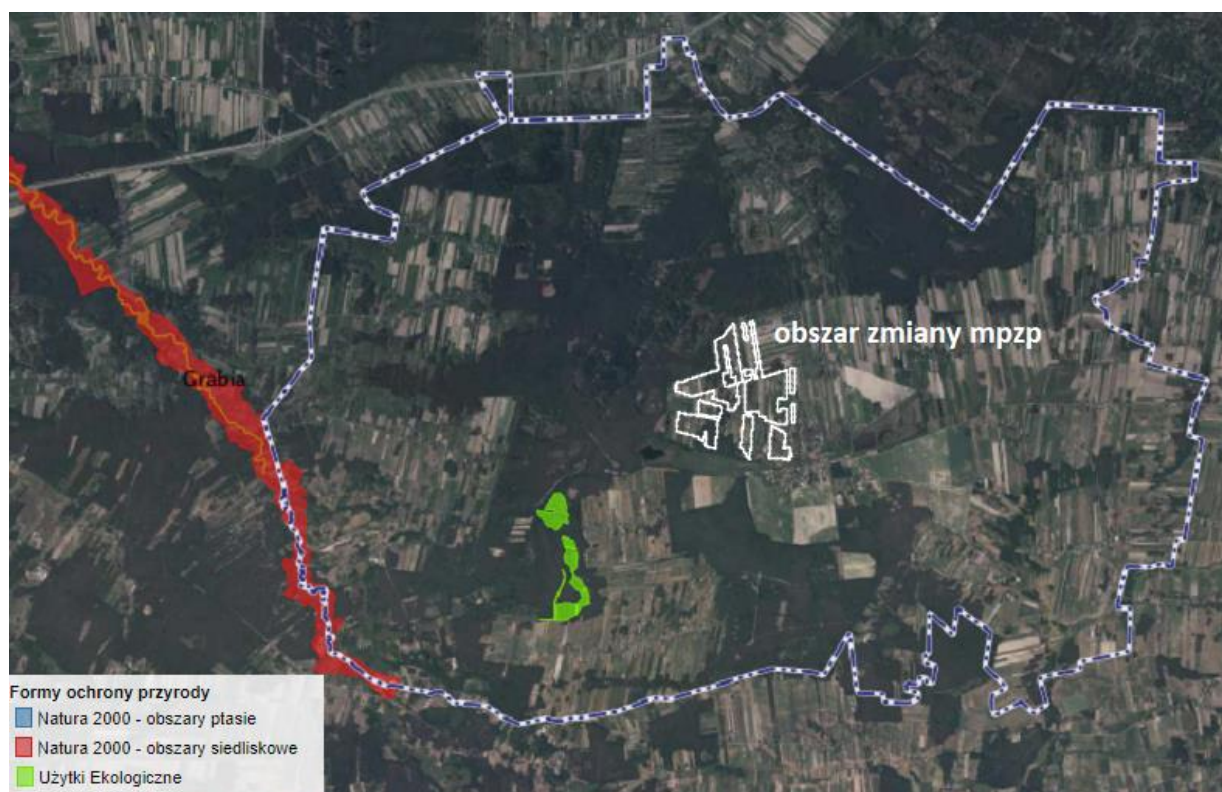 obszar zmiany mpzp
Grabia
Formy ochrony przyrody
Natura 2000 - obszary ptasie
Natura 2000 - obszary siedliskowe
Użytki Ekologiczne